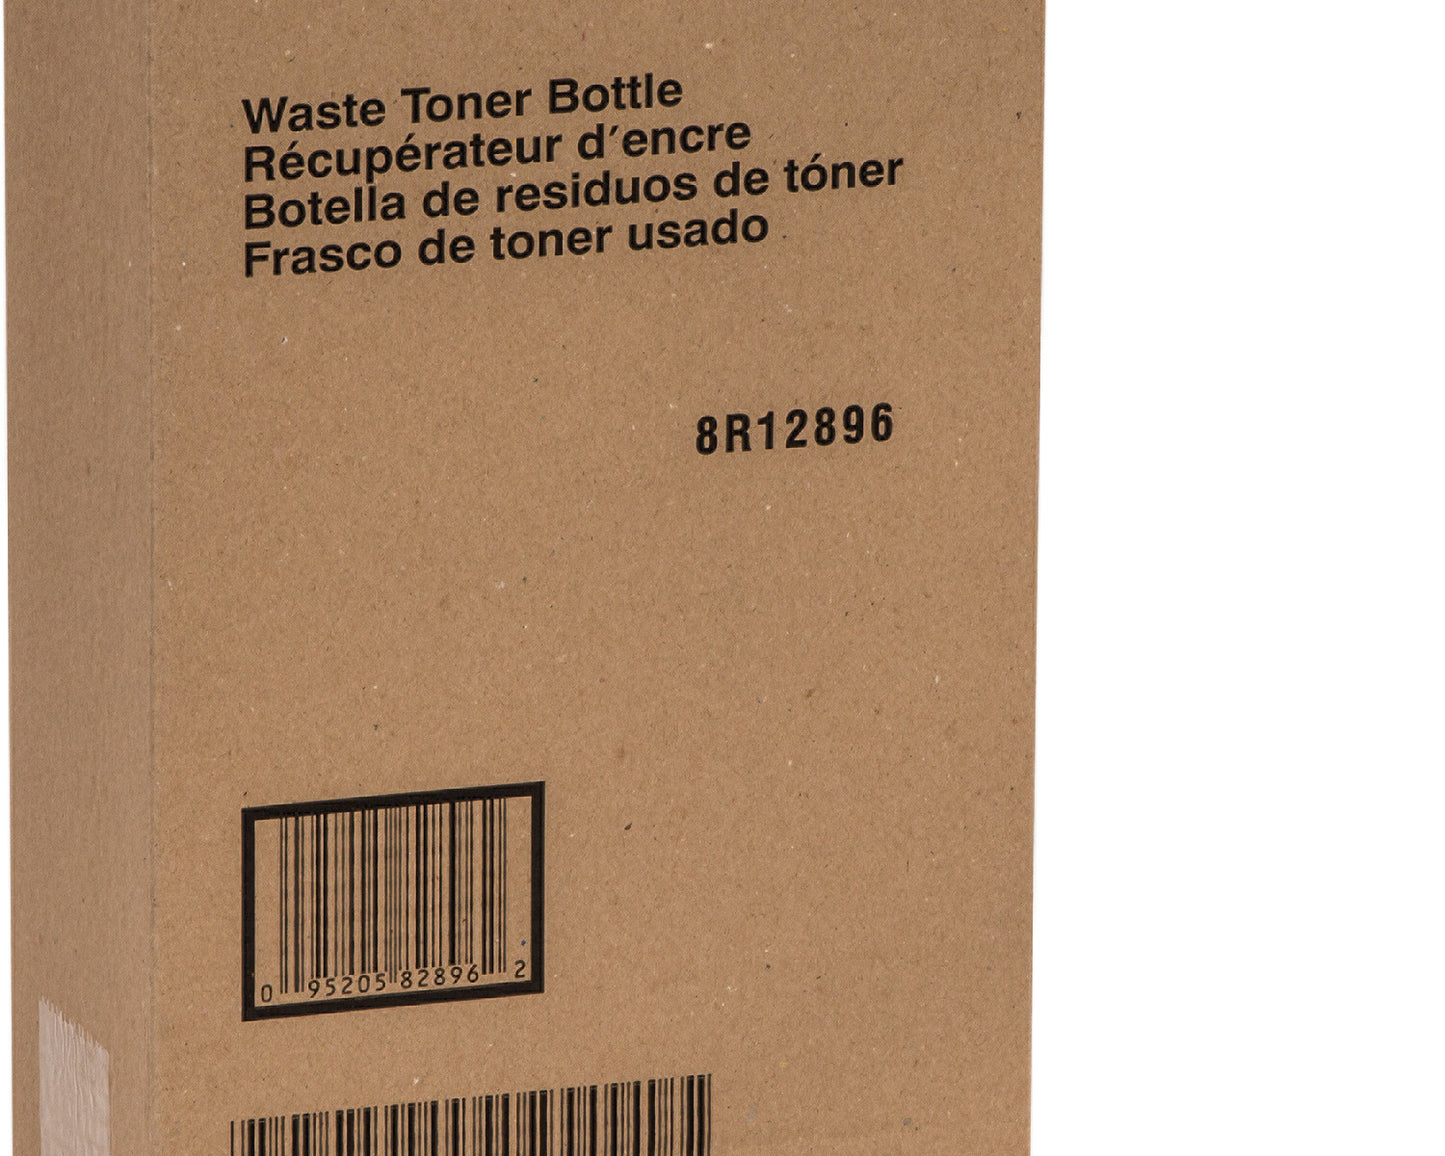 Waste Toner Bottle
Récupérateur d'encre
Botella de residuos de tóner
Frasco de toner usado
8R12896
0 95205 82896 2